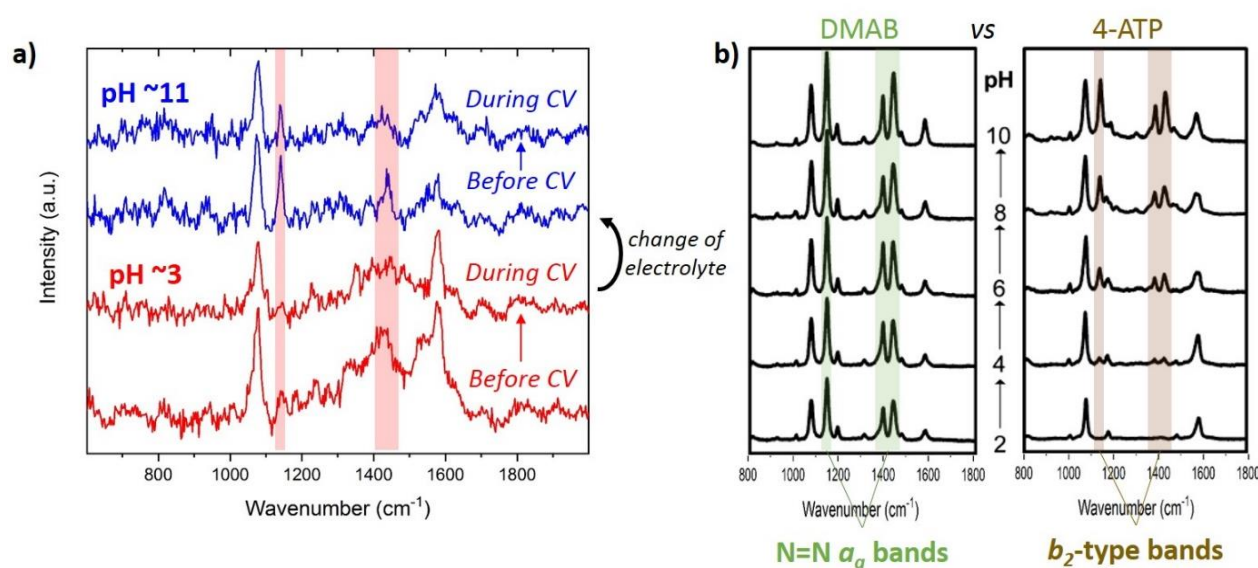 a)
pH ~11
During CV
Before CV
pH ~3
During CV
Before CV
change of
electrolyte
Intensity (a.u.)
800 1000 1200 1400 1600 1800
Wavenumber (cm⁻¹)
b)
DMAB vs 4-ATP
pH
10
8
6
4
2
800 1000 1200 1400 1600 1800
Wavenumber (cm⁻¹)
800 1000 1200 1400 1600 1800
Wavenumber (cm⁻¹)
N=N ag bands
b2-type bands